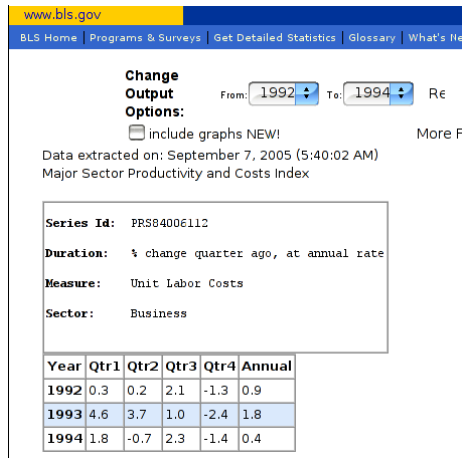 www.bls.gov
BLS Home | Programs & Surveys | Get Detailed Statistics | Glossary | What's
Change
Output
Options:
From: 1992 To: 1994
include graphs NEW!
More
Data extracted on: September 7, 2005 (5:40:02 AM)
Major Sector Productivity and Costs Index
Series Id: PRS84006112
Duration: % change quarter ago, at annual rate
Measure: Unit Labor Costs
Sector: Business
Year Qtr1 Qtr2 Qtr3 Qtr4 Annual
1992 0.3 0.2 2.1 -1.3 0.9
1993 4.6 3.7 1.0 -2.4 1.8
1994 1.8 -0.7 2.3 -1.4 0.4